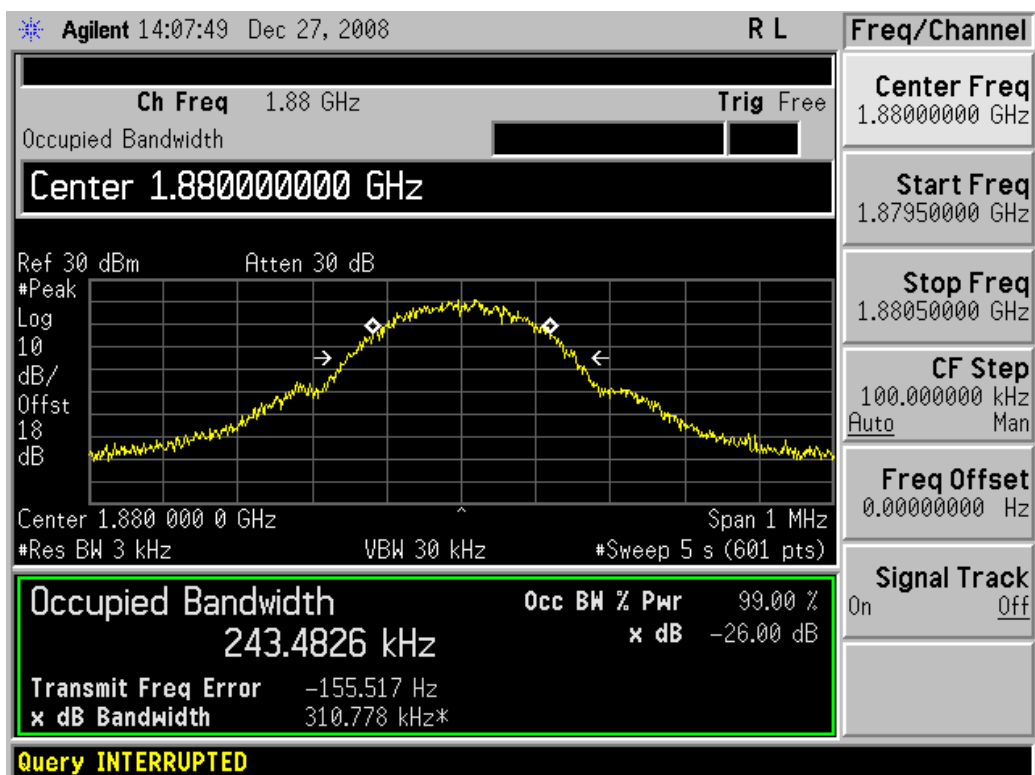 Agilent 14:07:49 Dec 27, 2008 R L
Freq/Channel
Ch Freq 1.88 GHz Trig Free
Occupied Bandwidth
Center 1.880000000 GHz
Ref 30 dBm Atten 30 dB
#Peak
Log
10
dB/
Offst
18
dB
Center 1.880 000 0 GHz Span 1 MHz
#Res BW 3 kHz VBW 30 kHz #Sweep 5 s (601 pts)
Occupied Bandwidth Occ BW % Pwr 99.00 %
243.4826 kHz x dB -26.00 dB
Transmit Freq Error -155.517 Hz
x dB Bandwidth 310.778 kHz*
Query INTERRUPTED
Center Freq
1.88000000 GHz
Start Freq
1.87950000 GHz
Stop Freq
1.88050000 GHz
CF Step
100.000000 kHz
Auto Man
Freq Offset
0.00000000 Hz
Signal Track
On Off